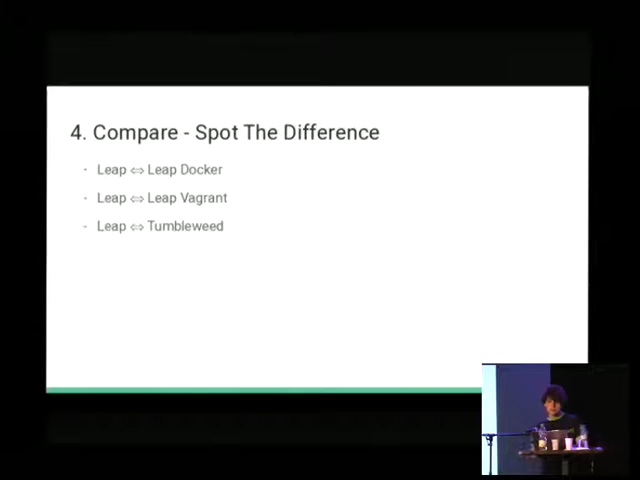 4. Compare - Spot The Difference
- Leap ⇔ Leap Docker
- Leap ⇔ Leap Vagrant
- Leap ⇔ Tumbleweed